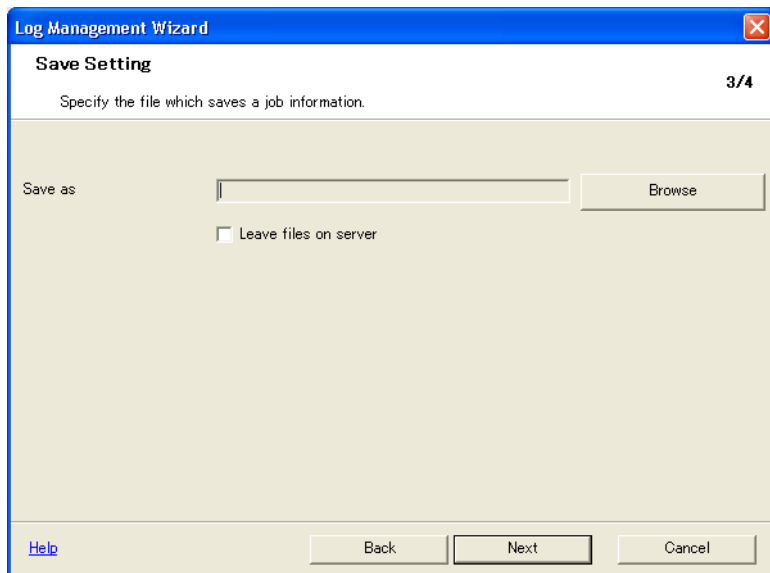 Log Management Wizard
Save Setting
3/4
Specify the file which saves a job information.
Save as
Browse
Leave files on server
Help
Back
Next
Cancel